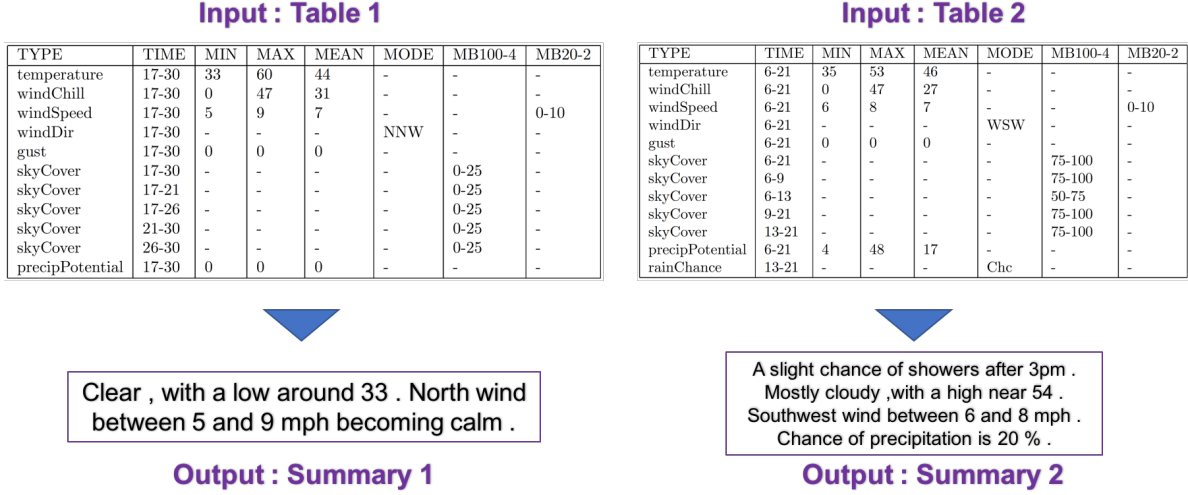 Input : Table 1
TYPE TIME MIN MAX MEAN MODE MB100-4 MB20-2
temperature 17-30 33 60 44 - - -
windChill 17-30 0 47 31 - - -
windSpeed 17-30 5 9 7 - - 0-10
windDir 17-30 - - - NNW - -
gust 17-30 0 0 0 - - -
skyCover 17-30 - - - - 0-25 -
skyCover 17-21 - - - - 0-25 -
skyCover 17-26 - - - - 0-25 -
skyCover 21-30 - - - - 0-25 -
skyCover 26-30 - - - - 0-25 -
precipPotential 17-30 0 0 0 - - -
Clear , with a low around 33 . North wind
between 5 and 9 mph becoming calm .
Output : Summary 1
Input : Table 2
TYPE TIME MIN MAX MEAN MODE MB100-4 MB20-2
temperature 6-21 35 53 46 - - -
windChill 6-21 0 47 27 - - -
windSpeed 6-21 6 8 7 - - 0-10
windDir 6-21 - - - WSW - -
gust 6-21 0 0 0 - - -
skyCover 6-21 - - - - 75-100 -
skyCover 6-9 - - - - 75-100 -
skyCover 6-13 - - - - 50-75 -
skyCover 9-21 - - - - 75-100 -
skyCover 13-21 - - - - 75-100 -
precipPotential 6-21 4 48 17 - - -
rainChance 13-21 - - - Chc - -
A slight chance of showers after 3pm .
Mostly cloudy ,with a high near 54 .
Southwest wind between 6 and 8 mph .
Chance of precipitation is 20 % .
Output : Summary 2